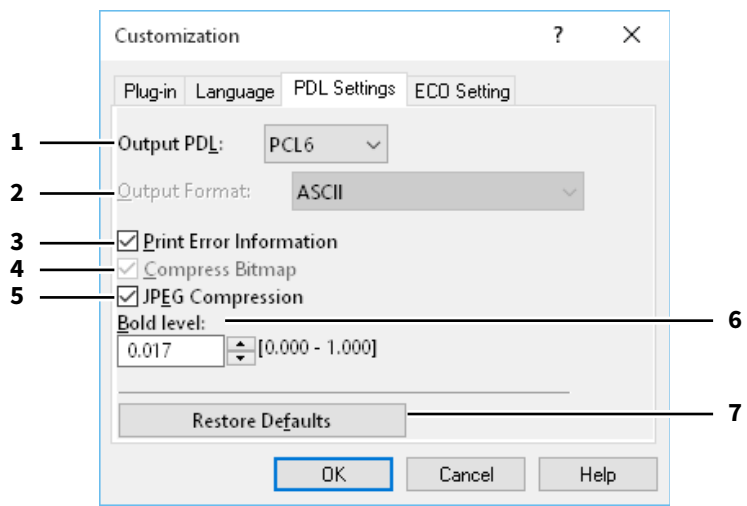 Customization ?
Plug-in Language PDL Settings ECO Setting
1 Output PDL: PCL6
2 Output Format: ASCII
3 Print Error Information
4 Compress Bitmap
5 JPEG Compression
Bold level: 6
0.017 [0.000 - 1.000]
Restore Defaults 7
OK Cancel Help